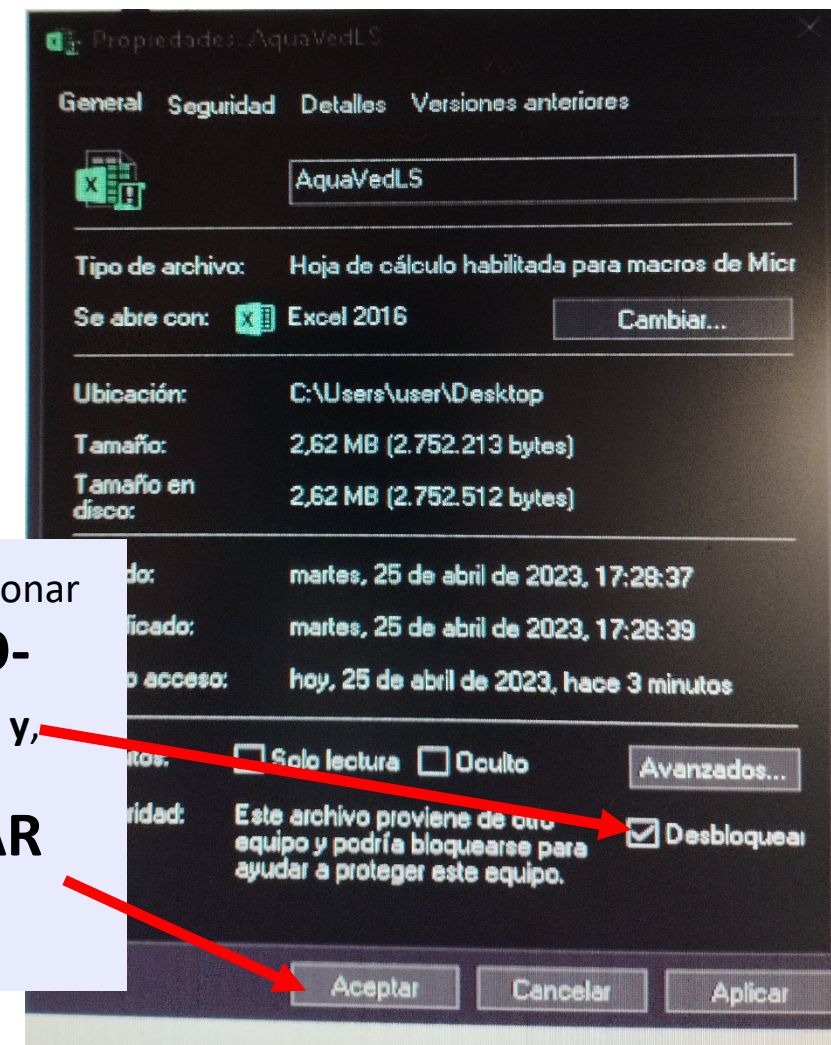 Propiedades: AquaVedLS
General Seguridad Detalles Versiones anteriores
AquaVedLS
Tipo de archivo: Hoja de cálculo habilitada para macros de Micr
Se abre con: Excel 2016 Cambiar...
Ubicación: C:\Users\user\Desktop
Tamaño: 2,62 MB (2.752.213 bytes)
Tamaño en
disco: 2,62 MB (2.752.512 bytes)
onar
do: martes, 25 de abril de 2023, 17:28:37
icado: martes, 25 de abril de 2023, 17:28:39
o acceso: hoy, 25 de abril de 2023, hace 3 minutos
y,
tos: Solo lectura Oculto Avanzados...
ridad: Este archivo proviene de otro
equipo y podría bloquearse para
ayudar a proteger este equipo.
Desbloquear
AR
Aceptar Cancelar Aplicar